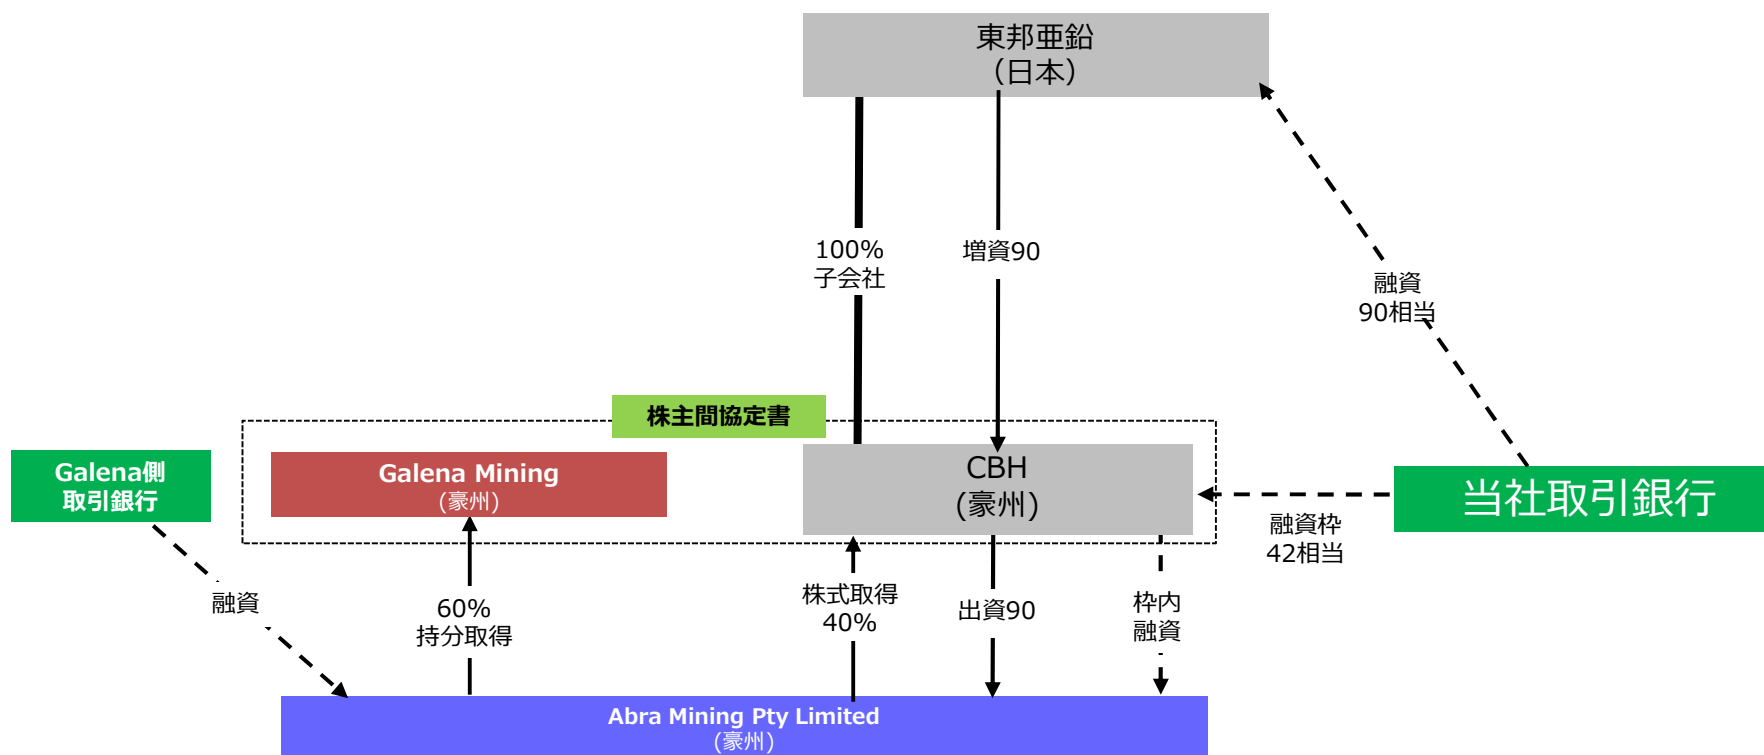 東邦亜鉛
（日本）
100%
子会社
増資90
融資
90相当
株主間協定書
Galena側
取引銀行
Galena Mining
(豪州)
CBH
(豪州)
当社取引銀行
融資枠
42相当
融資
60%
持分取得
株式取得
40%
出資90
枠内
融資
Abra Mining Pty Limited
(豪州)